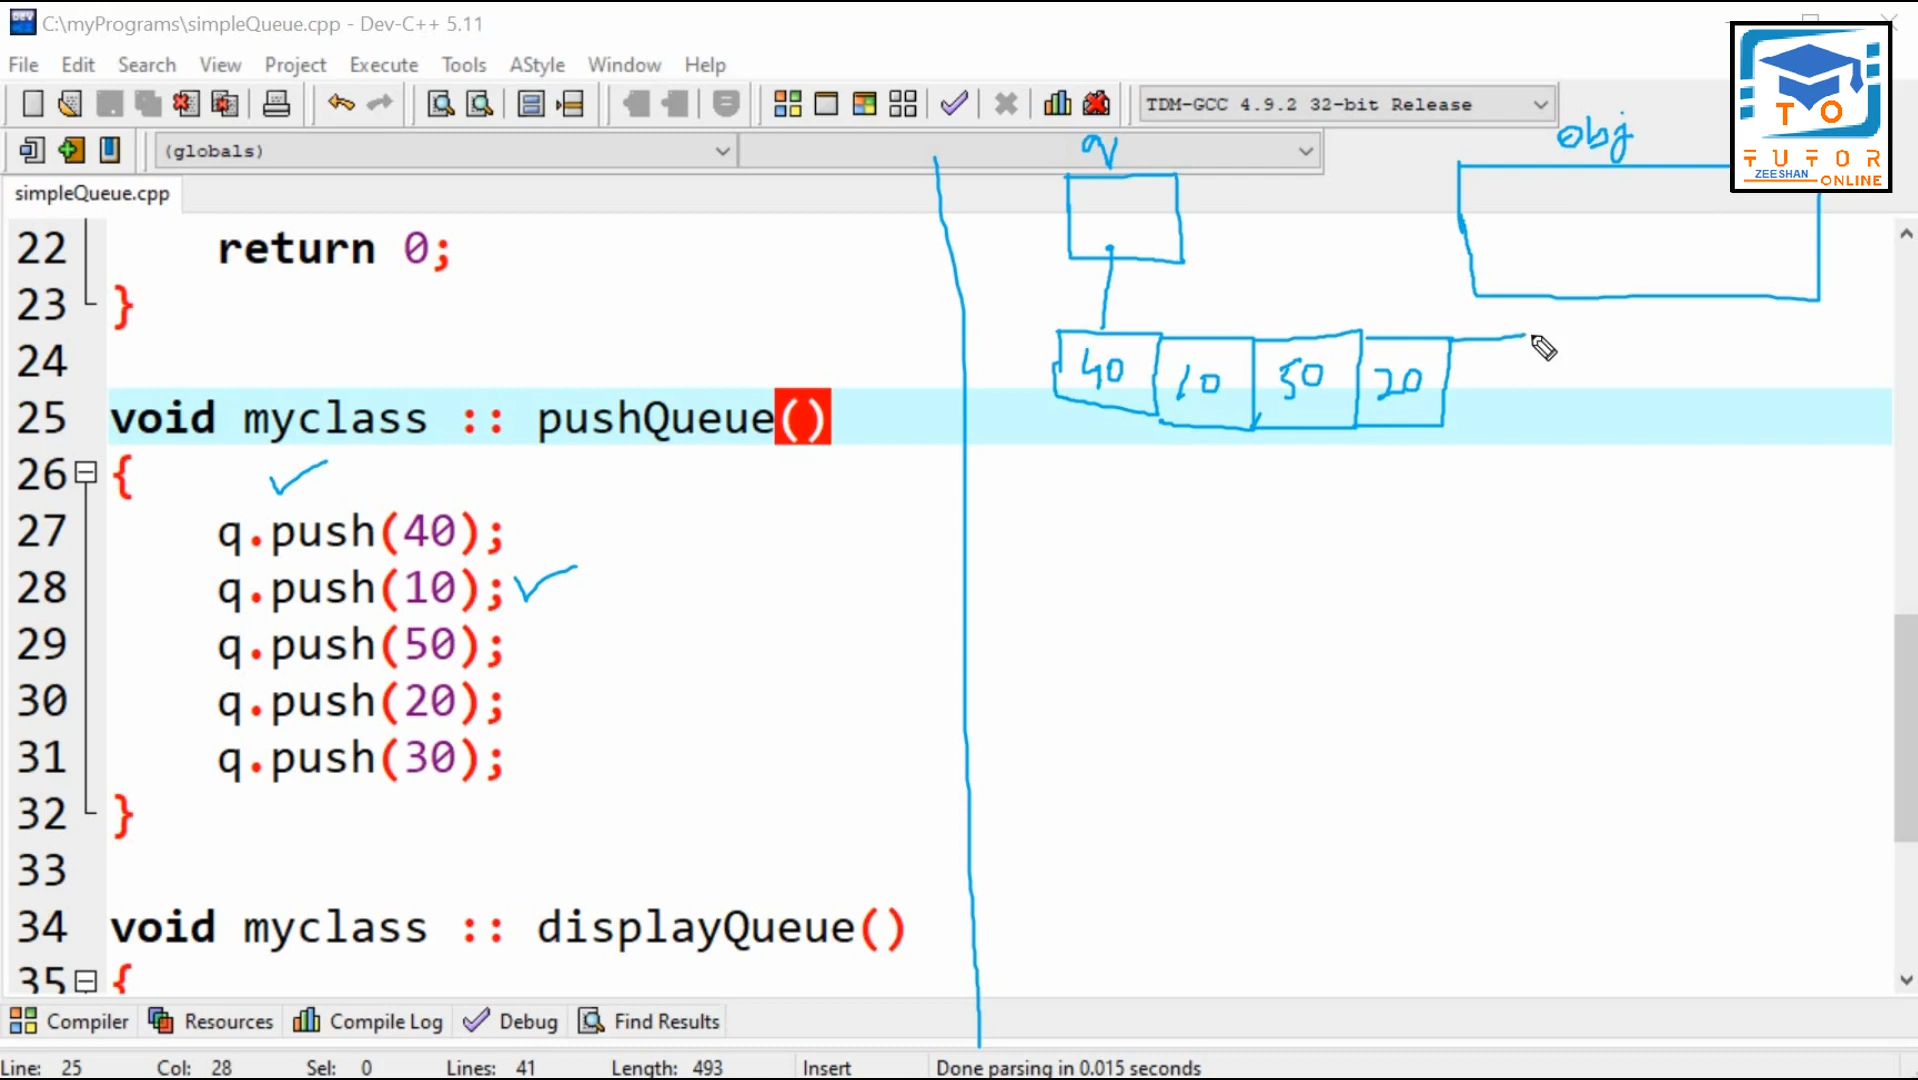 C:\myPrograms\simpleQueue.cpp - Dev-C++ 5.11
File Edit Search View Project Execute Tools AStyle Window Help
TDM-GCC 4.9.2 32-bit Release
(globals)
simpleQueue.cpp
q
obj
T O
TUTOR
ZEESHAN ONLINE
22 return 0;
23 }
24
40 10 50 20
25 void myclass :: pushQueue()
26 {
27 q.push(40);
28 q.push(10);
29 q.push(50);
30 q.push(20);
31 q.push(30);
32 }
33
34 void myclass :: displayQueue()
35 {
Compiler Resources Compile Log Debug Find Results
Line: 25 Col: 28 Sel: 0 Lines: 41 Length: 493 Insert Done parsing in 0.015 seconds